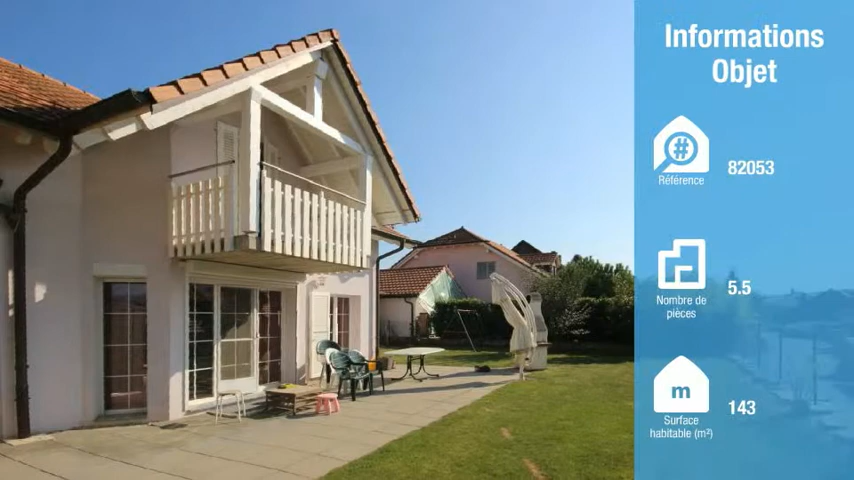 Informations
Objet
#
Référence
82053
Nombre de
pièces
5.5
m
Surface
habitable (m²)
143